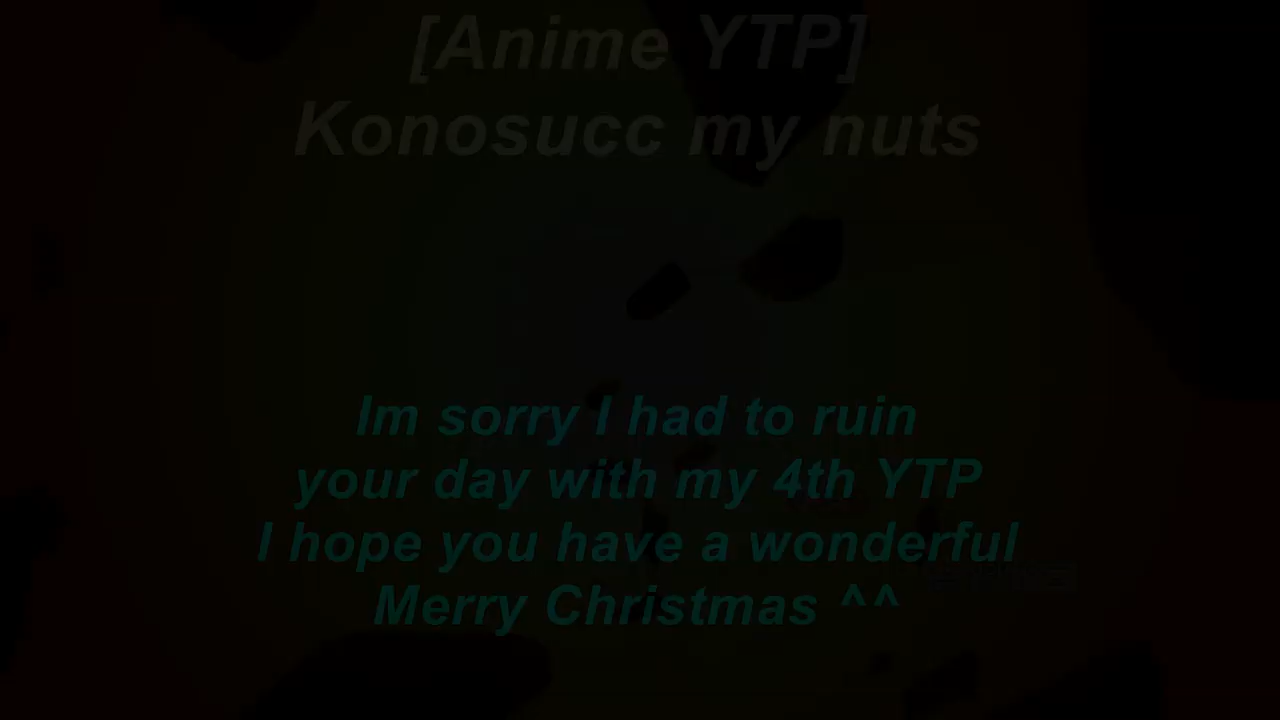 [Anime YTP]
Konosucc my nuts
Im sorry I had to ruin
your day with my 4th YTP
I hope you have a wonderful
Merry Christmas ^^